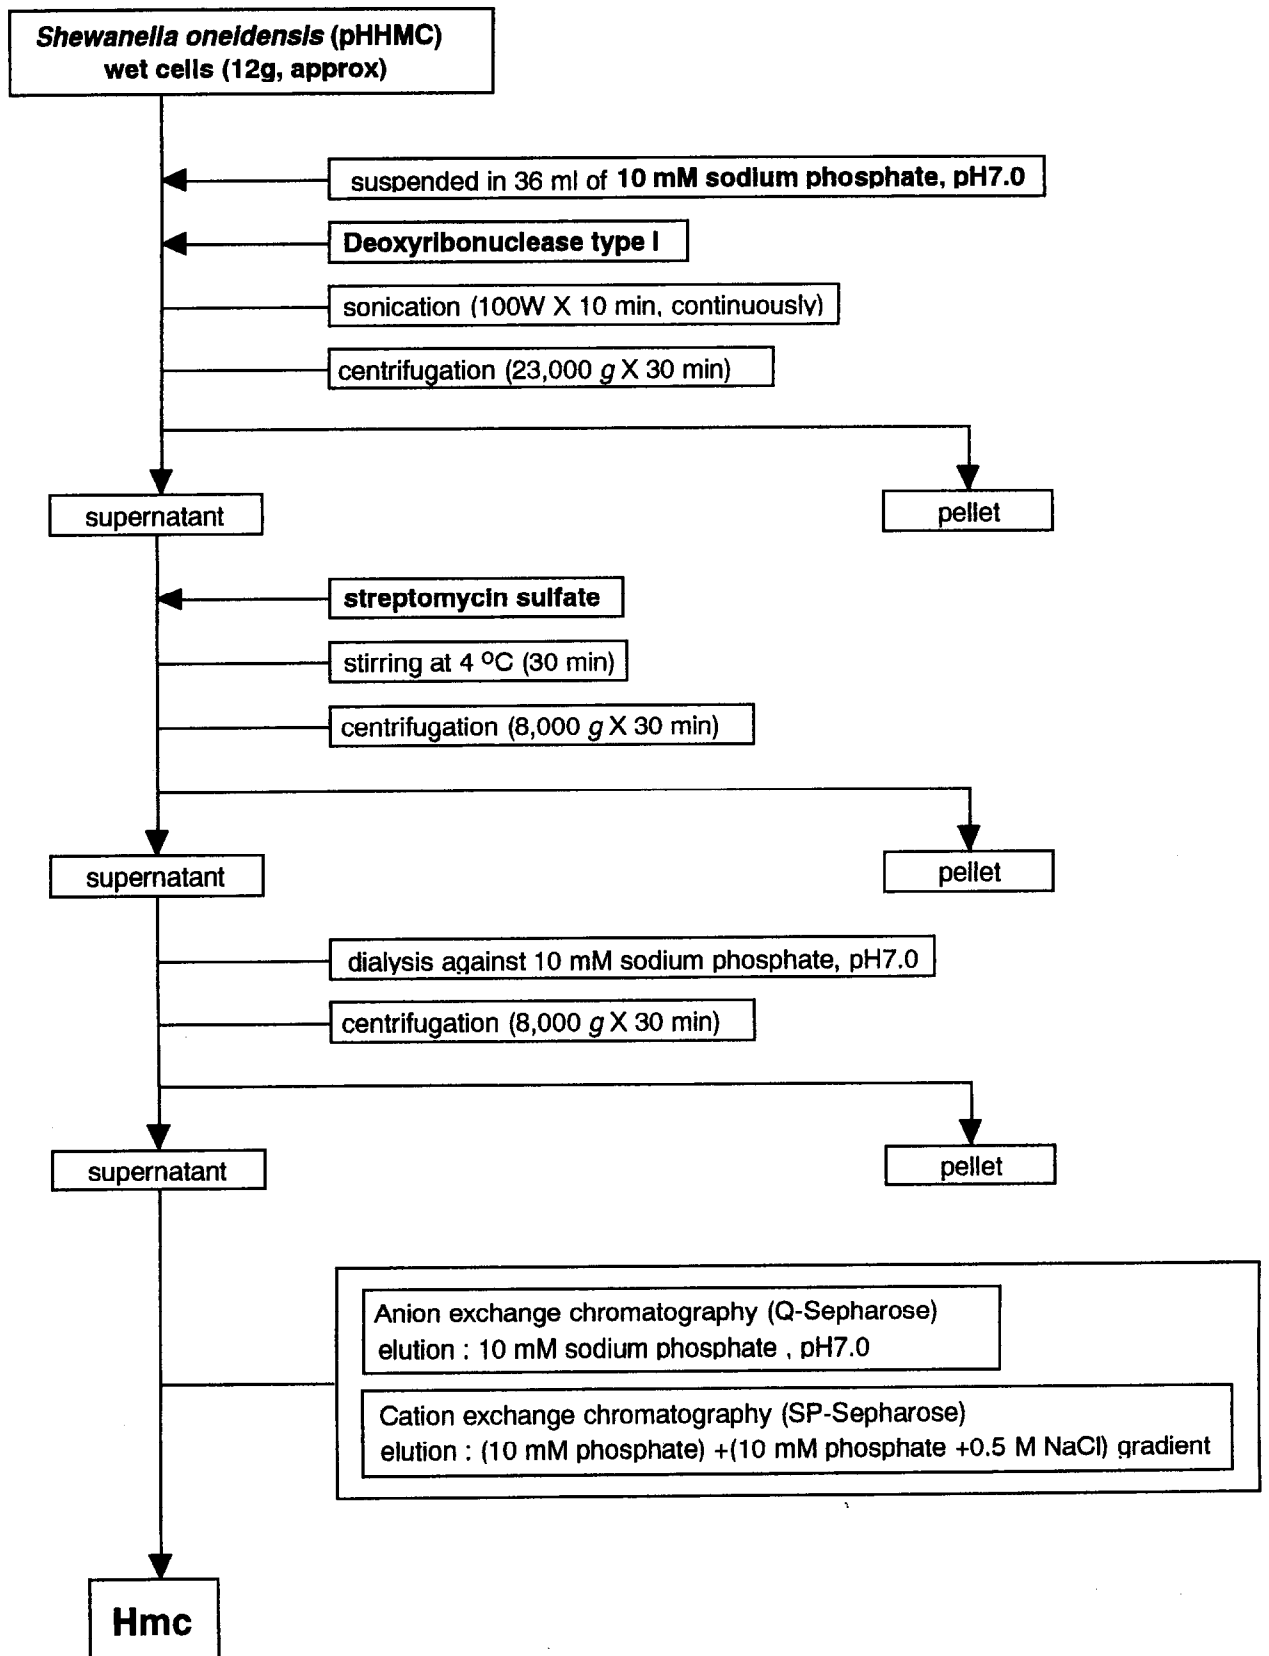 Shewanella oneidensis (pHHMC)
wet cells (12g, approx)
suspended in 36 ml of 10 mM sodium phosphate, pH7.0
Deoxyribonuclease type I
sonication (100W X 10 min, continuously)
centrifugation (23,000 g X 30 min)
supernatant
pellet
streptomycin sulfate
stirring at 4 ºC (30 min)
centrifugation (8,000 g X 30 min)
supernatant
pellet
dialysis against 10 mM sodium phosphate, pH7.0
centrifugation (8,000 g X 30 min)
supernatant
pellet
Anion exchange chromatography (Q-Sepharose)
elution : 10 mM sodium phosphate , pH7.0
Cation exchange chromatography (SP-Sepharose)
elution : (10 mM phosphate) +(10 mM phosphate +0.5 M NaCl) gradient
Hmc